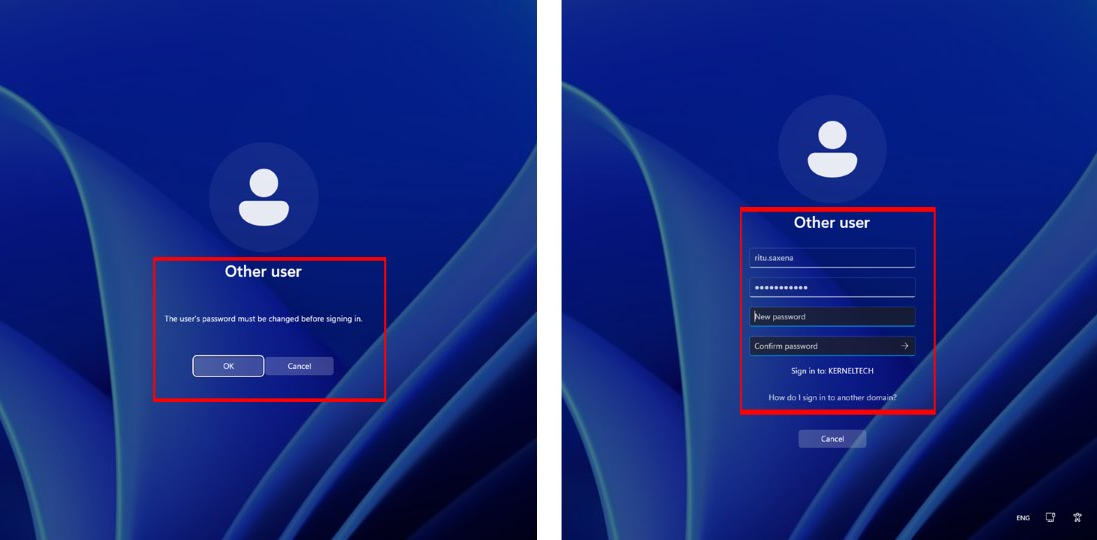 Other user
The user's password must be changed before signing in.
OK
Cancel
Other user
ritu.saxena
New password
Confirm password
Sign in to: KERNELTECH
How do I sign in to another domain?
Cancel
ENG